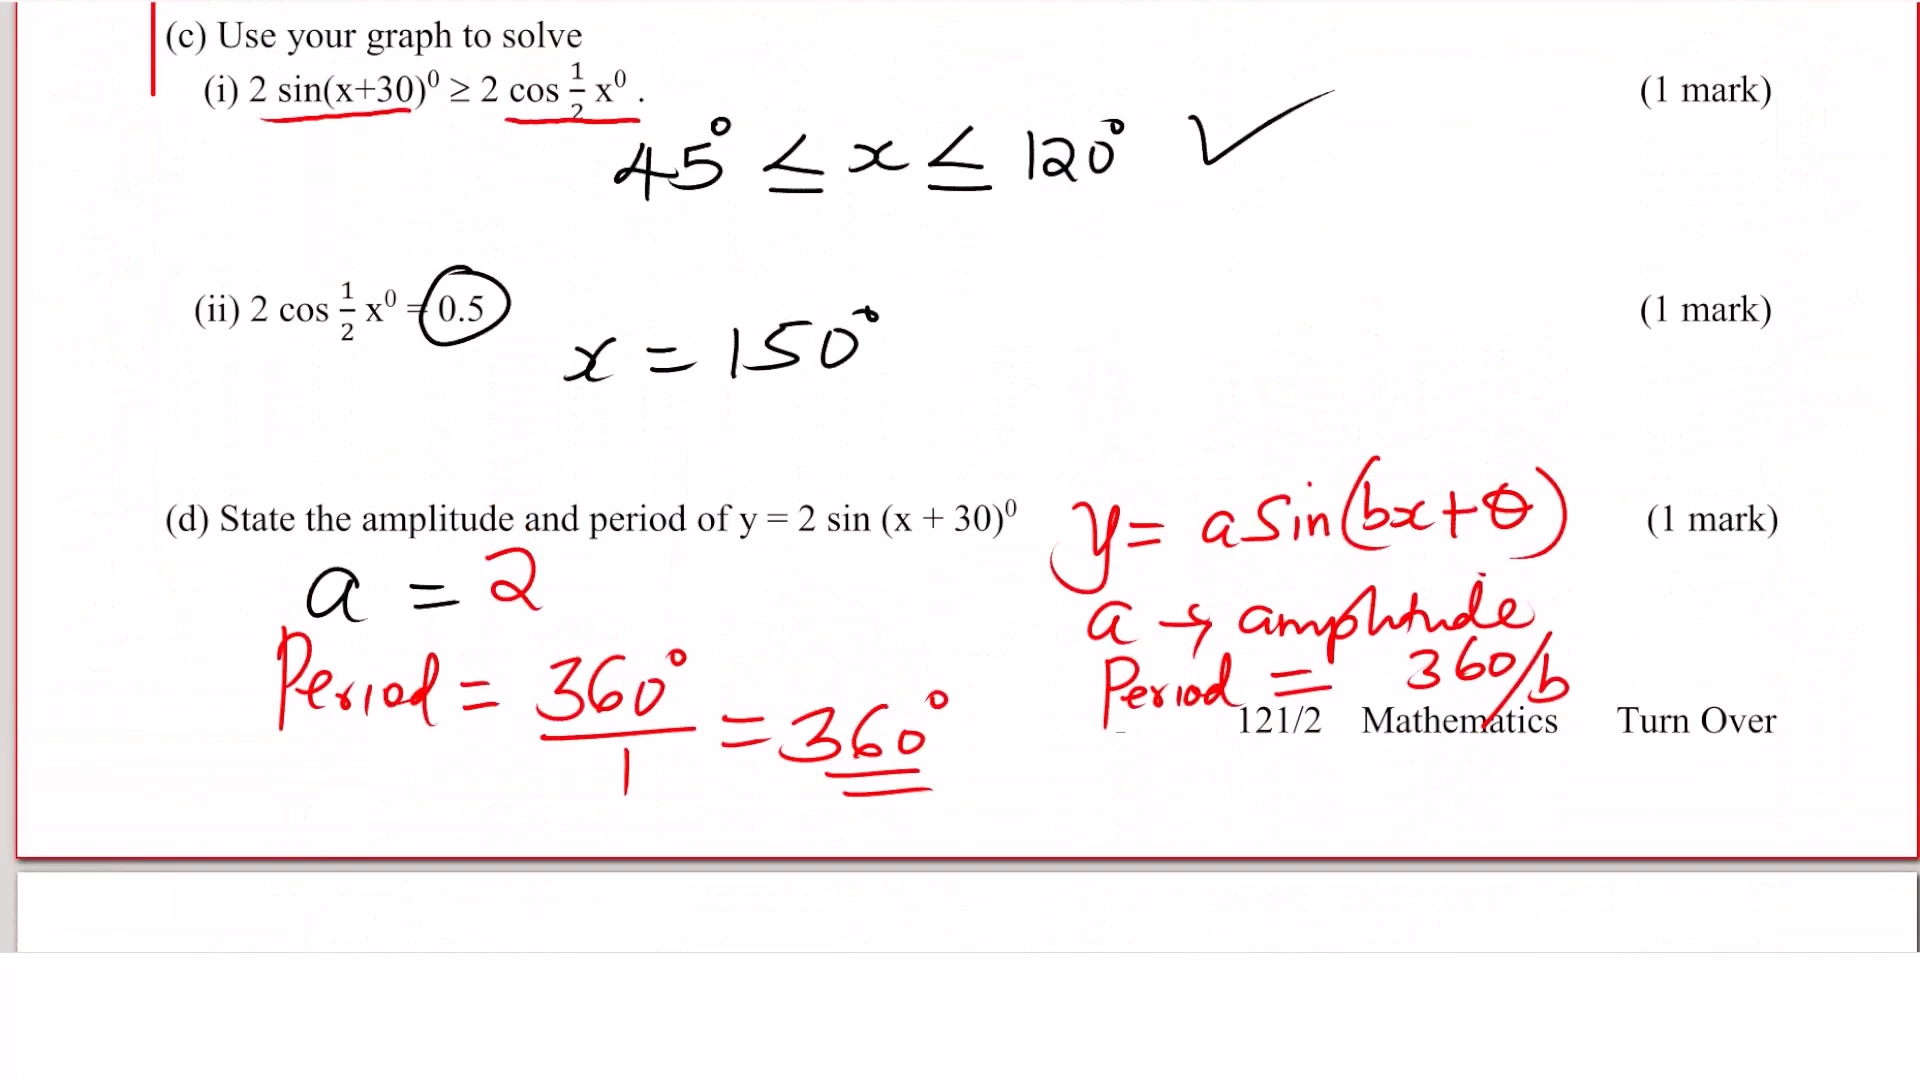 (c) Use your graph to solve
(i) 2 sin(x+30)⁰ ≥ 2 cos ½ x⁰ . (1 mark)
45° ≤ x ≤ 120° ✓
(ii) 2 cos ½ x⁰ = 0.5 (1 mark)
x = 150°
(d) State the amplitude and period of y = 2 sin (x + 30)⁰ (1 mark)
y = a Sin(bx+θ)
a = 2
a → amplitude
Period = 360°/1 = 360°
Period = 360/b
121/2 Mathematics Turn Over